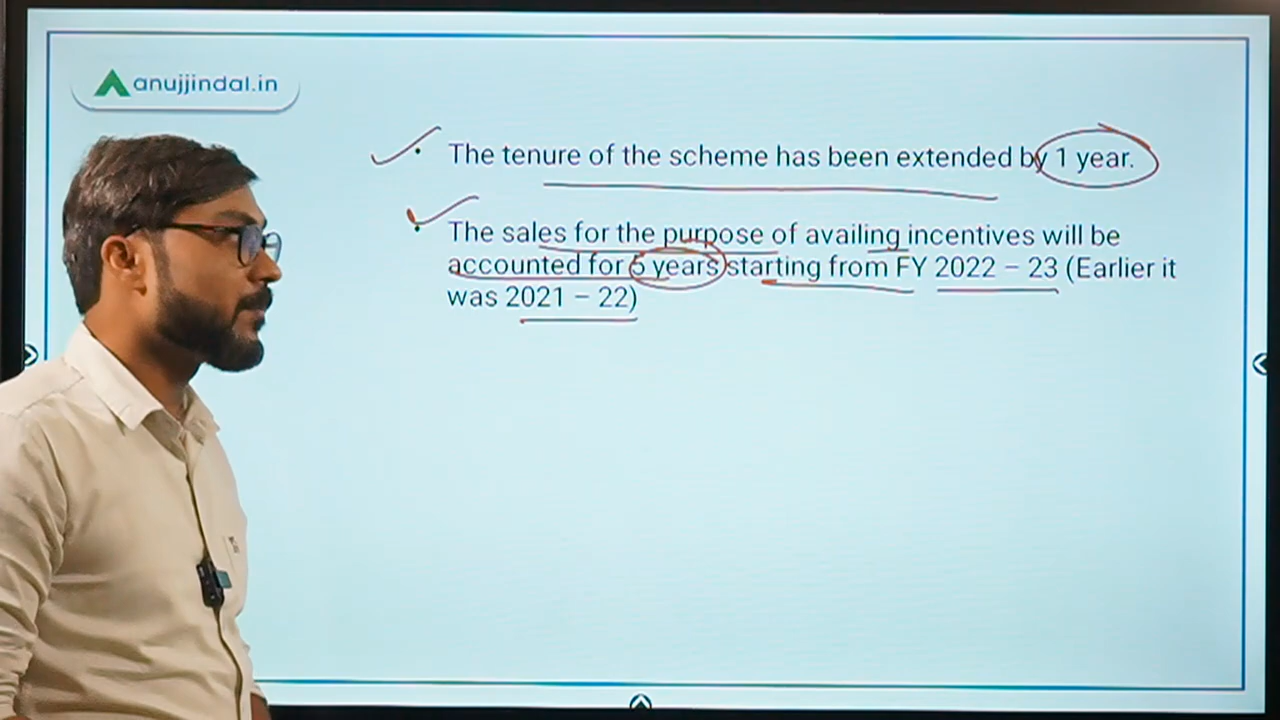 anujjindal.in
The tenure of the scheme has been extended by 1 year.
The sales for the purpose of availing incentives will be
accounted for 5 years starting from FY 2022 – 23 (Earlier it
was 2021 – 22)